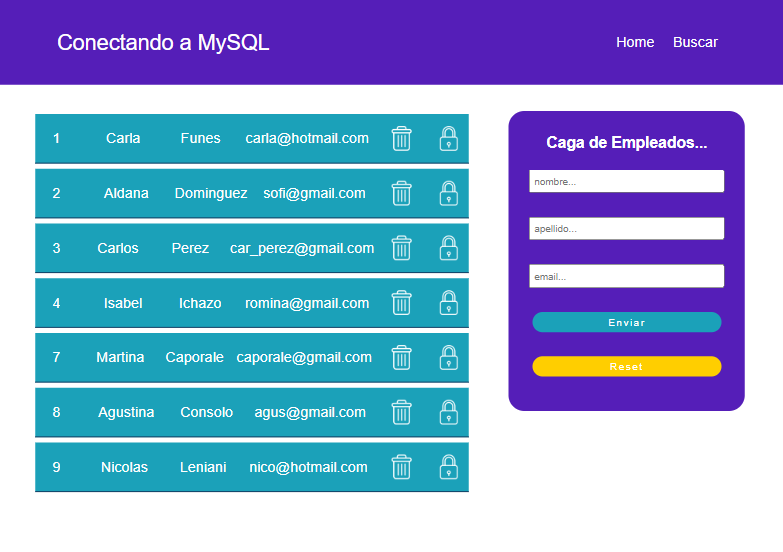 Conectando a MySQL
Home Buscar
1 Carla Funes carla@hotmail.com
2 Aldana Dominguez sofi@gmail.com
3 Carlos Perez car_perez@gmail.com
4 Isabel Ichazo romina@gmail.com
7 Martina Caporale caporale@gmail.com
8 Agustina Consolo agus@gmail.com
9 Nicolas Leniani nico@hotmail.com
Caga de Empleados...
nombre...
apellido...
email...
Enviar
Reset